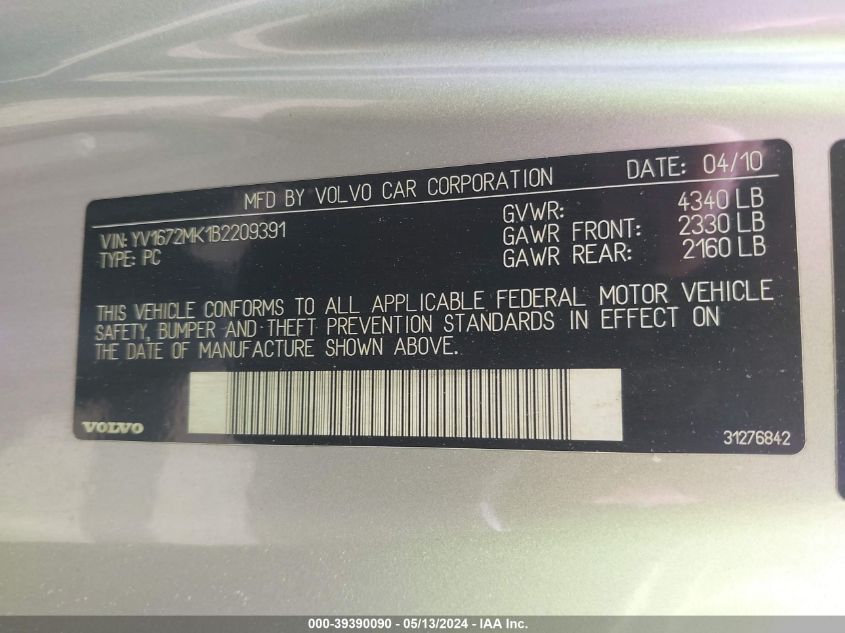 MFD BY VOLVO CAR CORPORATION DATE: 04/10
VIN: YV1672MK1B2209391
TYPE: PC
GVWR: 4340 LB
GAWR FRONT: 2330 LB
GAWR REAR: 2160 LB
THIS VEHICLE CONFORMS TO ALL APPLICABLE FEDERAL MOTOR VEHICLE
SAFETY, BUMPER AND THEFT PREVENTION STANDARDS IN EFFECT ON
THE DATE OF MANUFACTURE SHOWN ABOVE.
VOLVO
31276842
000-39390090 - 05/13/2024 - IAA Inc.